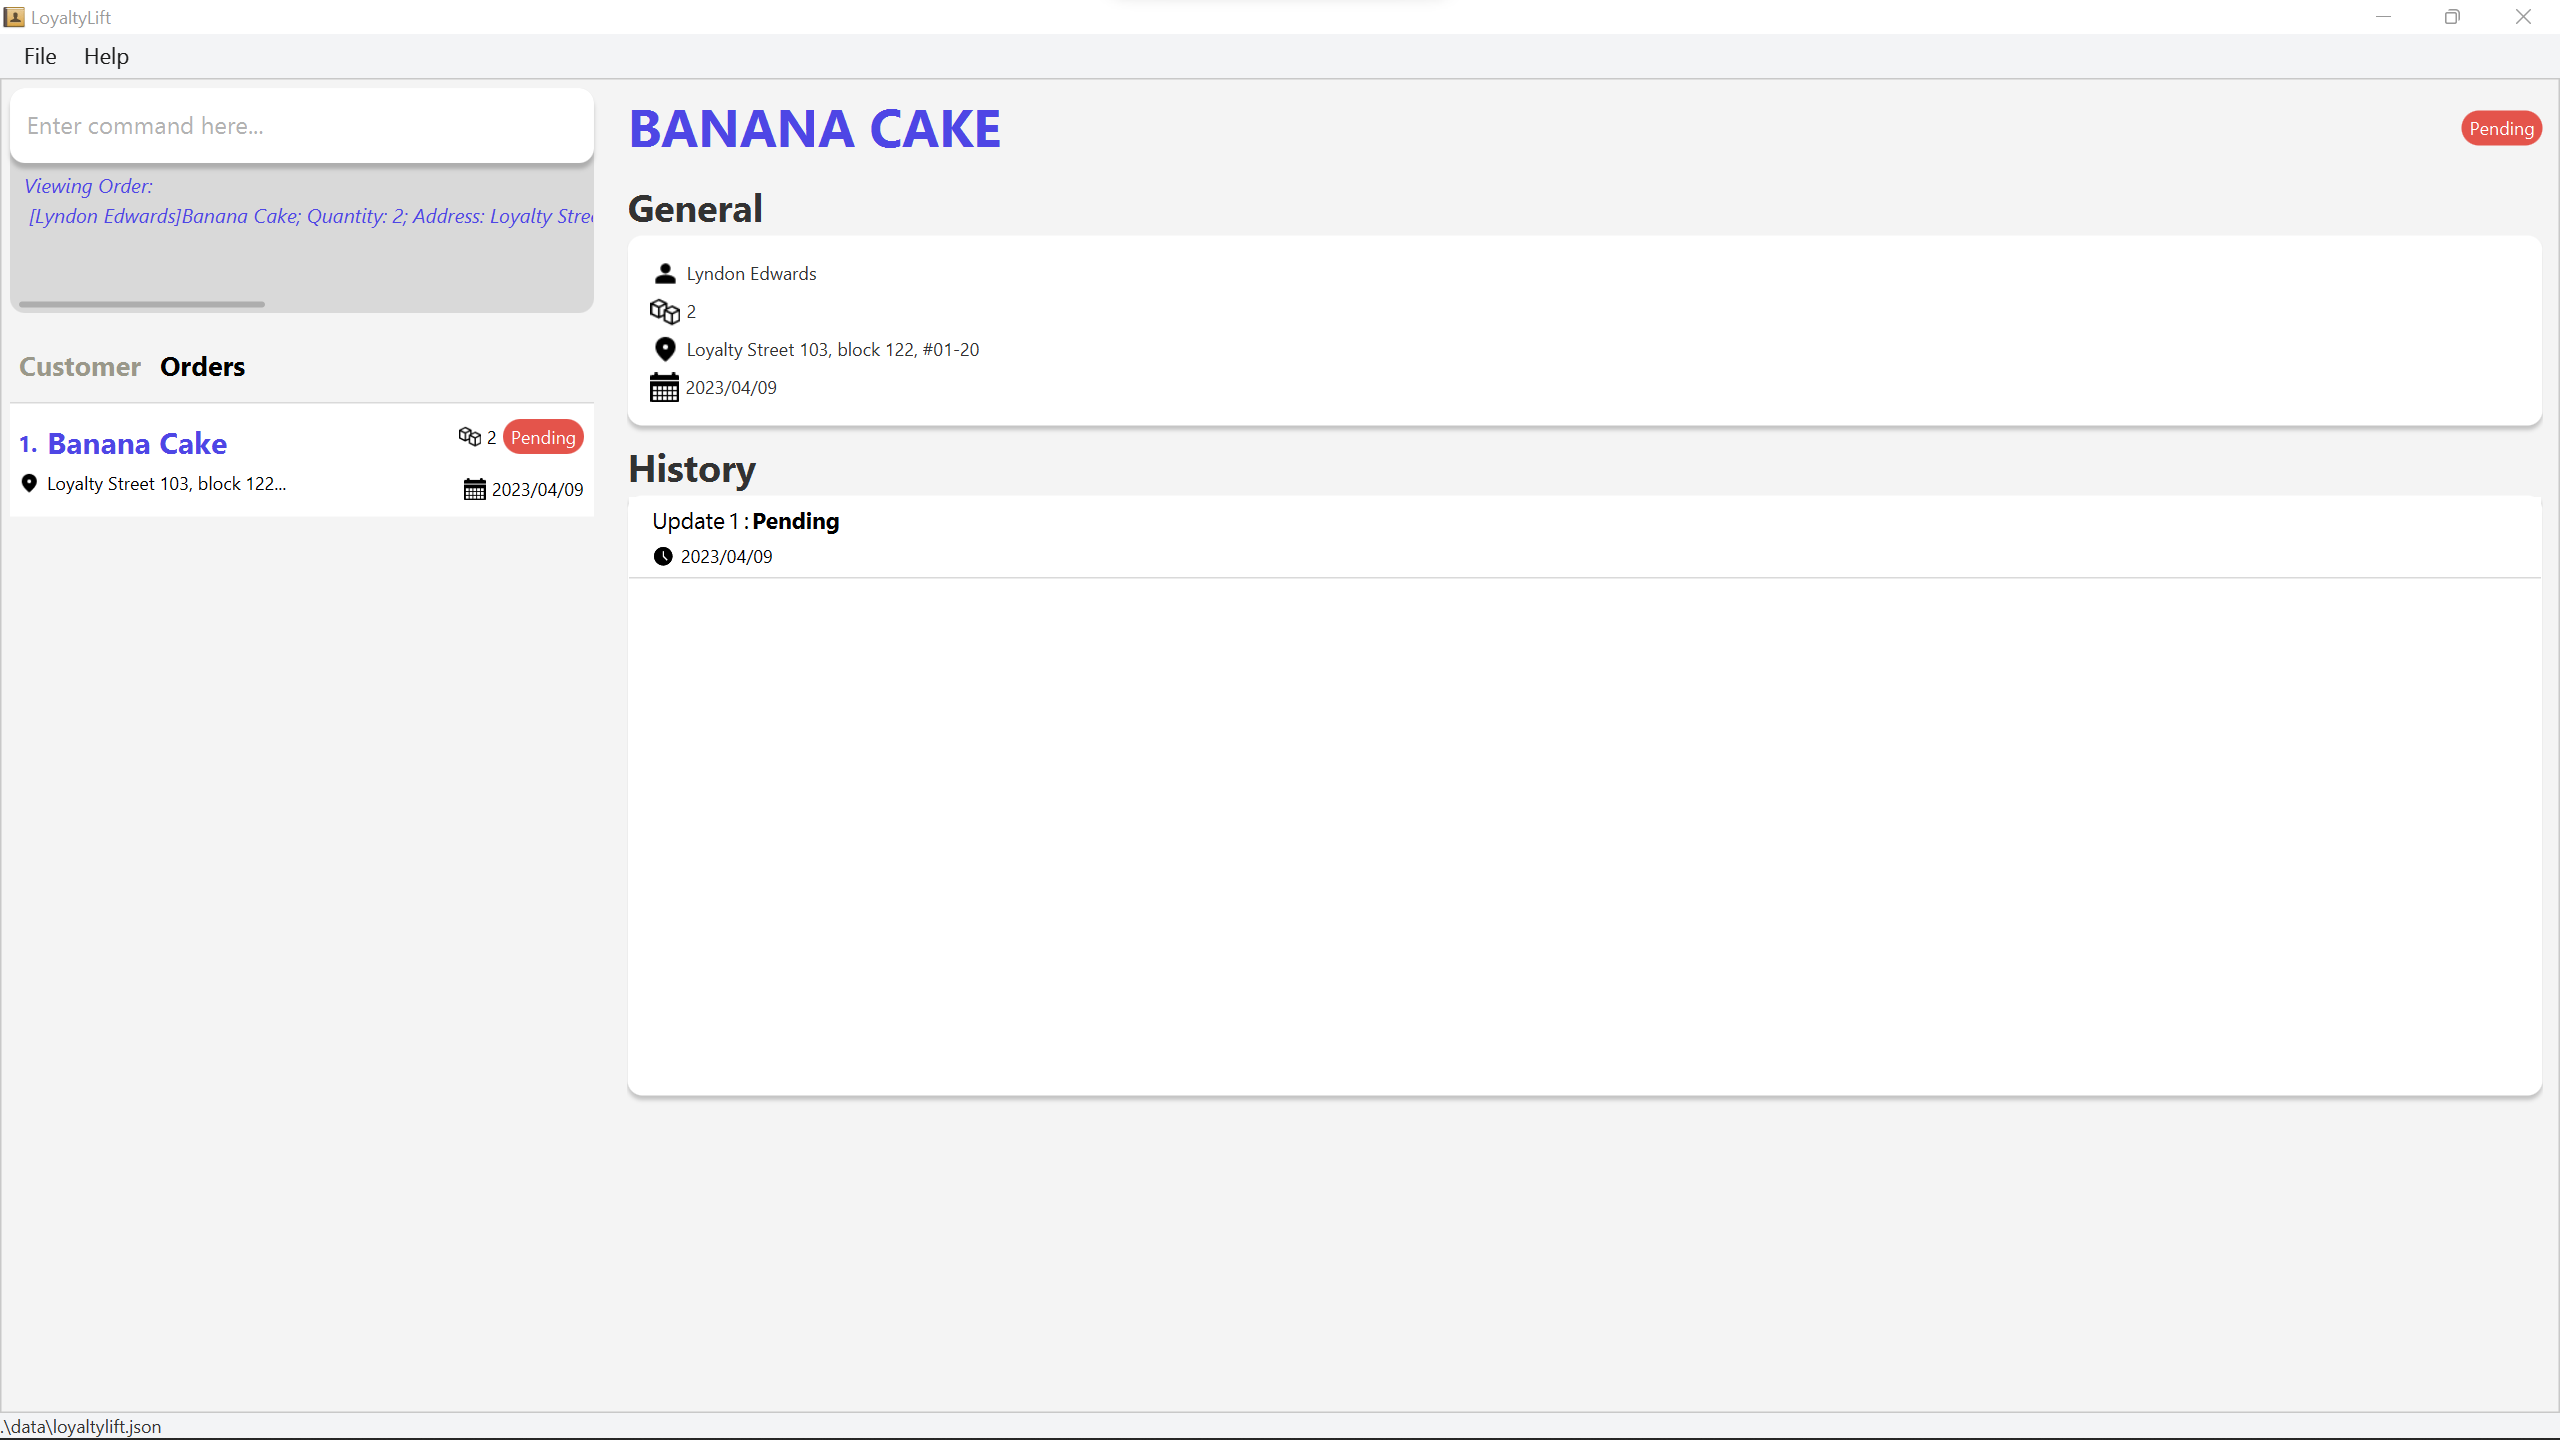 LoyaltyLift
File Help
Enter command here...
Viewing Order:
[Lyndon Edwards]Banana Cake; Quantity: 2; Address: Loyalty Stree
Customer Orders
1. Banana Cake
2 Pending
Loyalty Street 103, block 122...
2023/04/09
BANANA CAKE
Pending
General
Lyndon Edwards
2
Loyalty Street 103, block 122, #01-20
2023/04/09
History
Update 1 : Pending
2023/04/09
.\data\loyaltylift.json